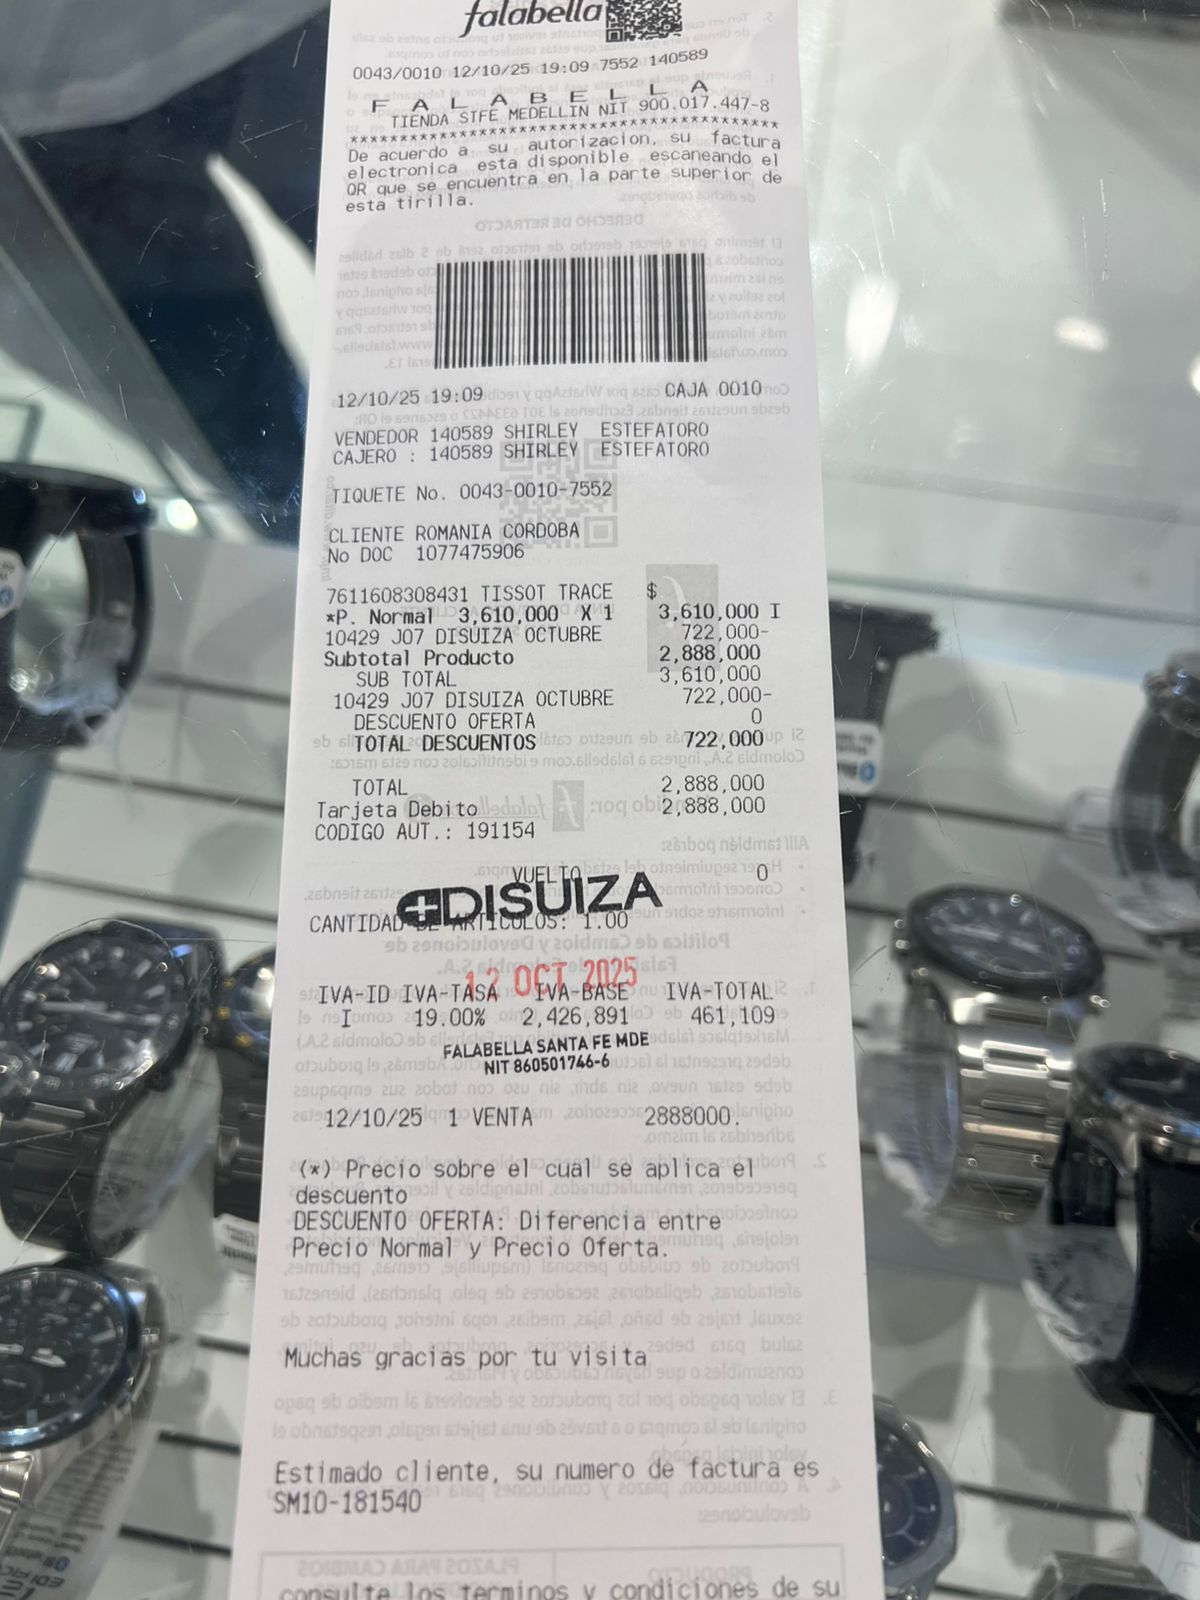 falabella
0043/0010 12/10/25 19:09 7552 140589
F A L A B E L L A
TIENDA STFE MEDELLIN NIT 900.017.447-8
De acuerdo a su autorizacion, su factura
electronica esta disponible escaneando el
QR que se encuentra en la parte superior de
esta tirilla.
12/10/25 19:09 CAJA 0010
VENDEDOR 140589 SHIRLEY ESTEFATORO
CAJERO : 140589 SHIRLEY ESTEFATORO
TIQUETE No. 0043-0010-7552
CLIENTE ROMANIA CORDOBA
No DOC 1077475906
7611608308431 TISSOT TRACE $
*P. Normal 3,610,000 X 1 3,610,000 I
10429 J07 DISUIZA OCTUBRE 722,000-
Subtotal Producto 2,888,000
SUB TOTAL 3,610,000
10429 J07 DISUIZA OCTUBRE 722,000-
DESCUENTO OFERTA 0
TOTAL DESCUENTOS 722,000
TOTAL 2,888,000
Tarjeta Debito 2,888,000
CODIGO AUT.: 191154
VUELTO 0
DISUIZA
CANTIDAD DE ARTICULOS: 1.00
12 OCT 2025
IVA-ID IVA-TASA IVA-BASE IVA-TOTAL
I 19.00% 2,426,891 461,109
FALABELLA SANTA FE MDE
NIT 860501746-6
12/10/25 1 VENTA 2888000.
(*) Precio sobre el cual se aplica el
descuento
DESCUENTO OFERTA: Diferencia entre
Precio Normal y Precio Oferta.
Muchas gracias por tu visita
Estimado cliente, su numero de factura es
SM10-181540
consulte los terminos y condiciones de su